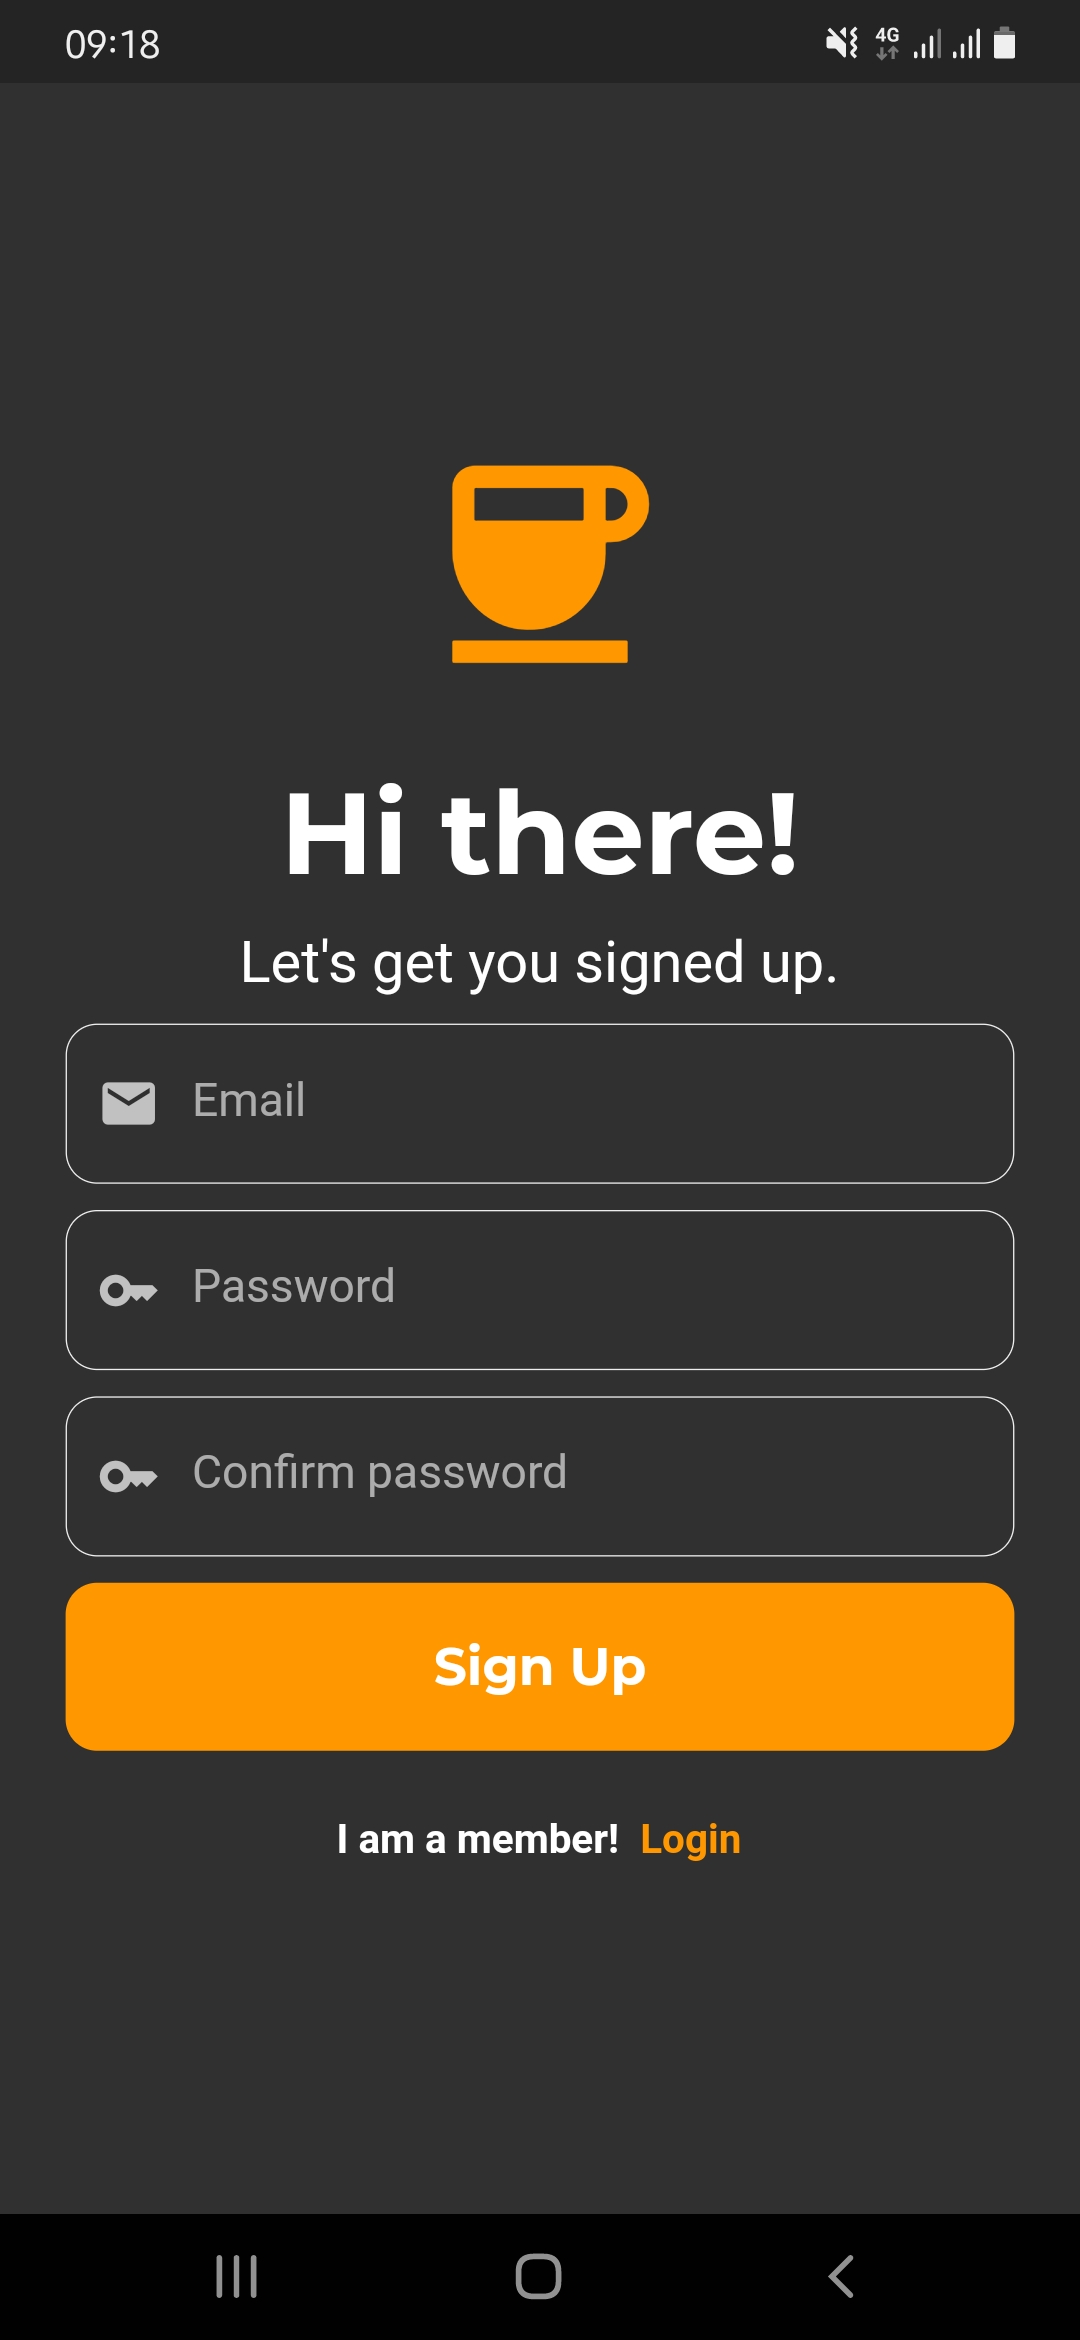 09:18
4G
Hi there!
Let's get you signed up.
Email
Password
Confirm password
Sign Up
I am a member! Login